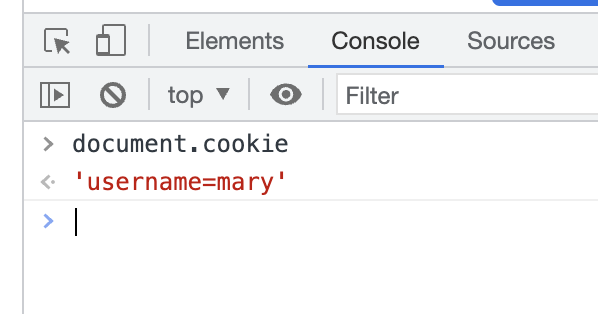 Elements Console Sources
top ▼ Filter
> document.cookie
<· 'username=mary'
>